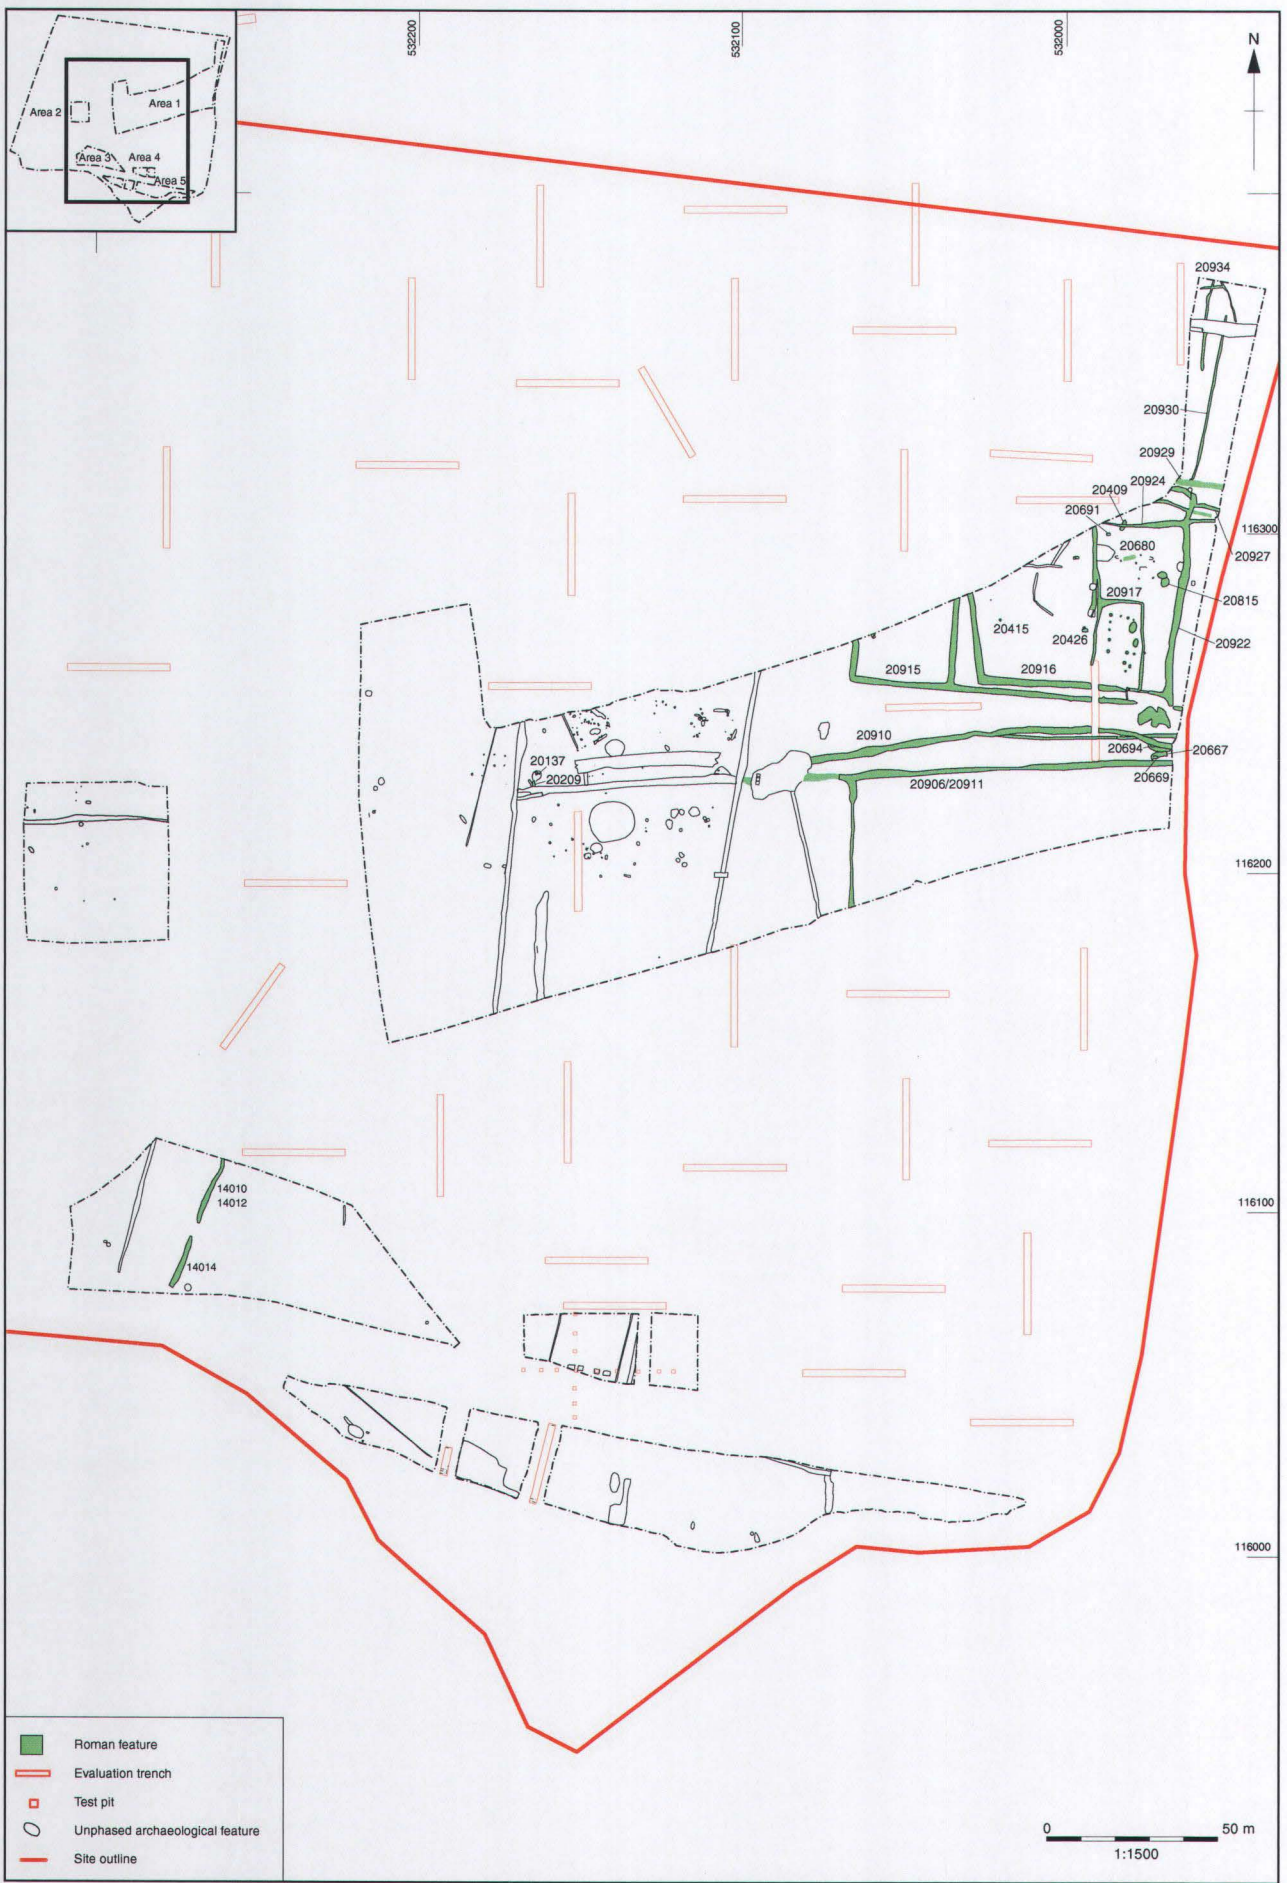 532200
532100
532000
N
Area 1
Area 2
Area 3
Area 4
Area 5
20934
20930
20929
20924
20409
20691
116300
20680
20927
20917
20815
20415
20426
20922
20915
20916
20910
20694
20667
20137
20209
20669
20906/20911
116200
14010
14012
116100
14014
116000
Roman feature
Evaluation trench
Test pit
Unphased archaeological feature
Site outline
0
50 m
1:1500